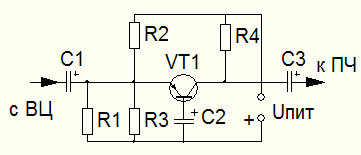 R2
R4
к ПЧ
C1
VT1
C3
+
+
с ВЦ
R1
R3
+
C2
+
Uпит